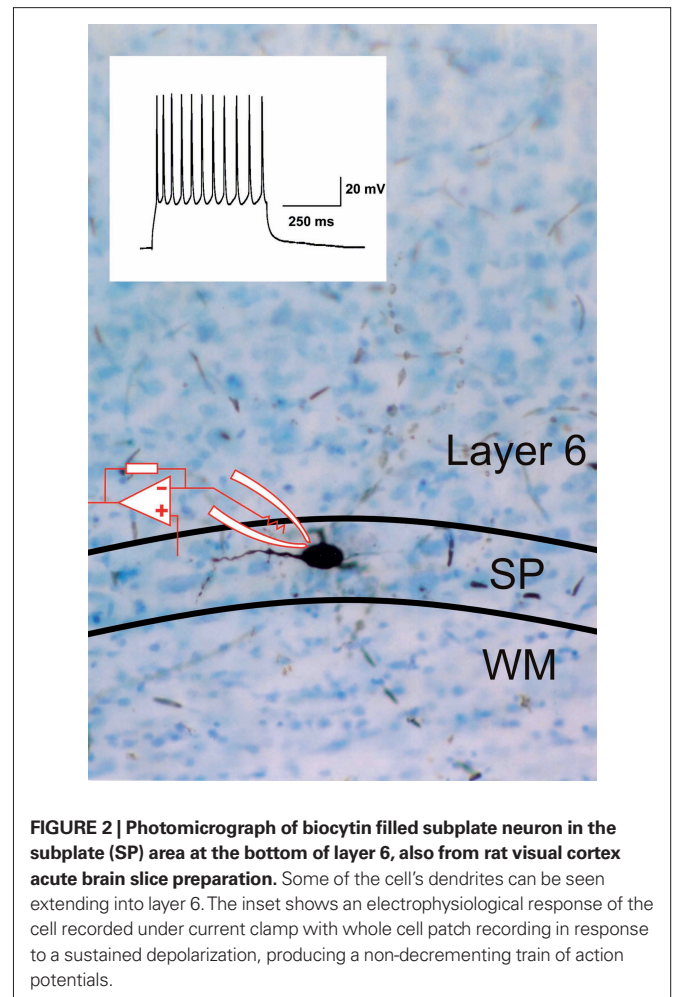 20 mV
250 ms
Layer 6
−
+
SP
WM
FIGURE 2 | Photomicrograph of biocytin filled subplate neuron in the
subplate (SP) area at the bottom of layer 6, also from rat visual cortex
acute brain slice preparation. Some of the cell's dendrites can be seen
extending into layer 6. The inset shows an electrophysiological response of the
cell recorded under current clamp with whole cell patch recording in response
to a sustained depolarization, producing a non-decrementing train of action
potentials.